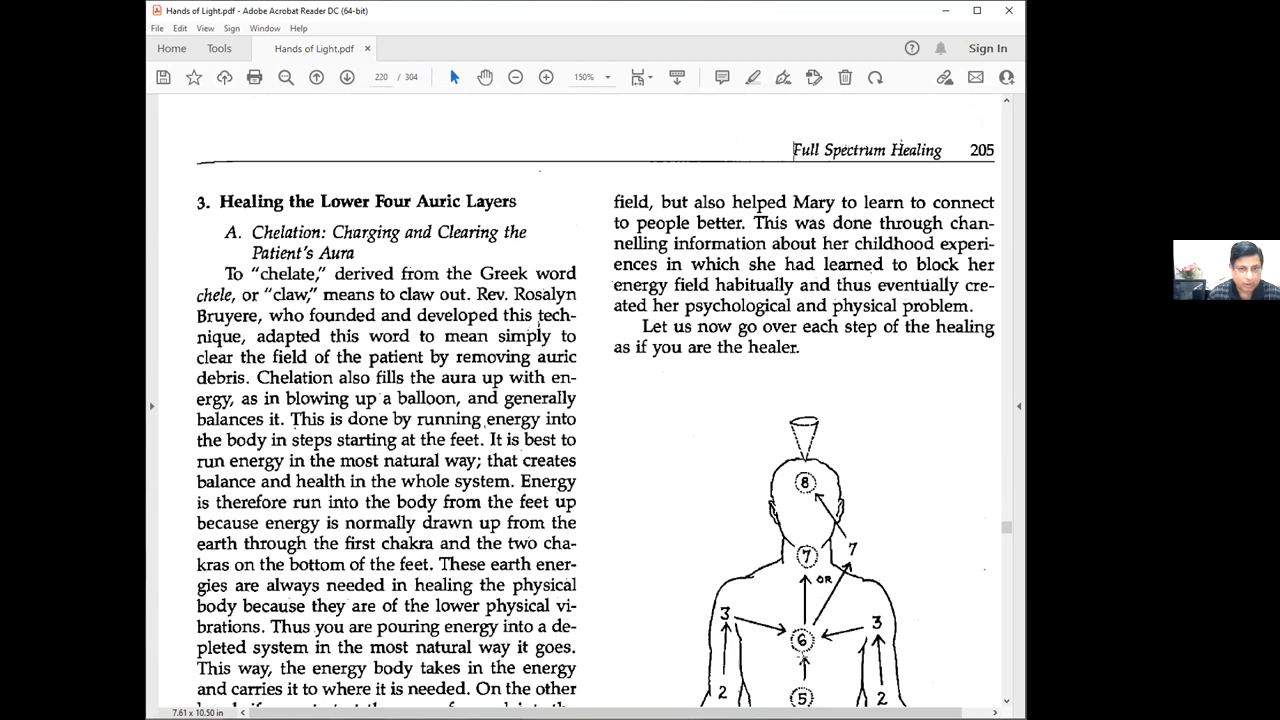 Hands of Light.pdf - Adobe Acrobat Reader DC (64-bit)
File Edit View Sign Window Help
Home Tools Hands of Light.pdf × Sign In
220 / 304 150%
Full Spectrum Healing 205
3. Healing the Lower Four Auric Layers
A. Chelation: Charging and Clearing the
Patient's Aura
To "chelate," derived from the Greek word
chele, or "claw," means to claw out. Rev. Rosalyn
Bruyere, who founded and developed this tech-
nique, adapted this word to mean simply to
clear the field of the patient by removing auric
debris. Chelation also fills the aura up with en-
ergy, as in blowing up a balloon, and generally
balances it. This is done by running energy into
the body in steps starting at the feet. It is best to
run energy in the most natural way; that creates
balance and health in the whole system. Energy
is therefore run into the body from the feet up
because energy is normally drawn up from the
earth through the first chakra and the two cha-
kras on the bottom of the feet. These earth ener-
gies are always needed in healing the physical
body because they are of the lower physical vi-
brations. Thus you are pouring energy into a de-
pleted system in the most natural way it goes.
This way, the energy body takes in the energy
and carries it to where it is needed. On the other
field, but also helped Mary to learn to connect
to people better. This was done through chan-
nelling information about her childhood experi-
ences in which she had learned to block her
energy field habitually and thus eventually cre-
ated her psychological and physical problem.
Let us now go over each step of the healing
as if you are the healer.
8
7 7
OR
3 3
6
2 5 2
7.61 x 10.50 in